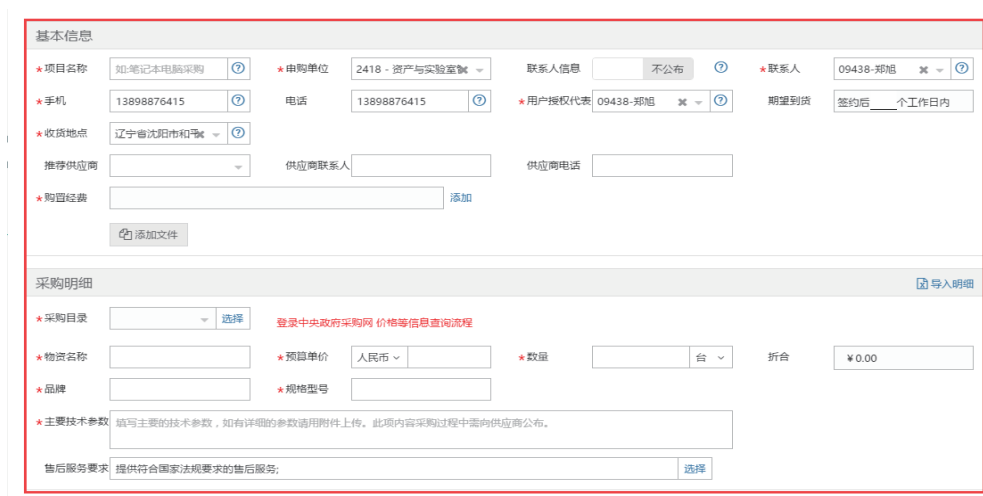 基本信息
★项目名称 如:笔记本电脑采购 ? ★申购单位 2418 - 资产与实验室 联系人信息 不公布 ? ★联系人 09438-郑旭 ?
★手机 13898876415 ? 电话 13898876415 ? ★用户授权代表 09438-郑旭 ? 期望到货 签约后____个工作日内
★收货地点 辽宁省沈阳市和平 ?
推荐供应商 供应商联系人 供应商电话
★购置经费 添加
添加文件
采购明细 导入明细
★采购目录 选择 登录中央政府采购网 价格等信息查询流程
★物资名称 ★预算单价 人民币 ★数量 台 折合 ¥0.00
★品牌 ★规格型号
★主要技术参数 填写主要的技术参数，如有详细的参数请用附件上传。此项内容采购过程中需向供应商公布。
售后服务要求 提供符合国家法规要求的售后服务; 选择